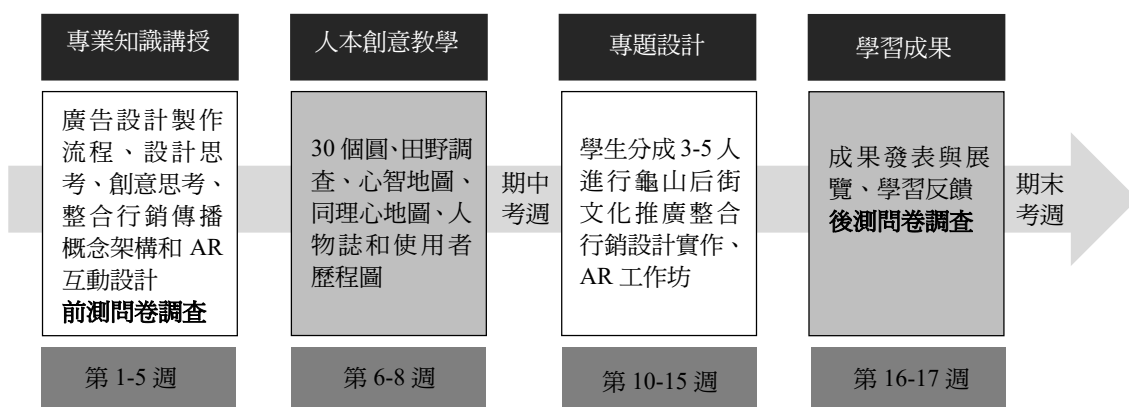 專業知識講授
廣告設計製作
流程、設計思
考、創意思考、
整合行銷傳播
概念架構和 AR
互動設計
前測問卷調查
第 1-5 週
人本創意教學
30 個圓、田野調
查、心智地圖、
同理心地圖、人
物誌和使用者
歷程圖
第 6-8 週
期中
考週
專題設計
學生分成 3-5 人
進行龜山后街
文化推廣整合
行銷設計實作、
AR 工作坊
第 10-15 週
學習成果
成果發表與展
覽、學習反饋
後測問卷調查
第 16-17 週
期末
考週